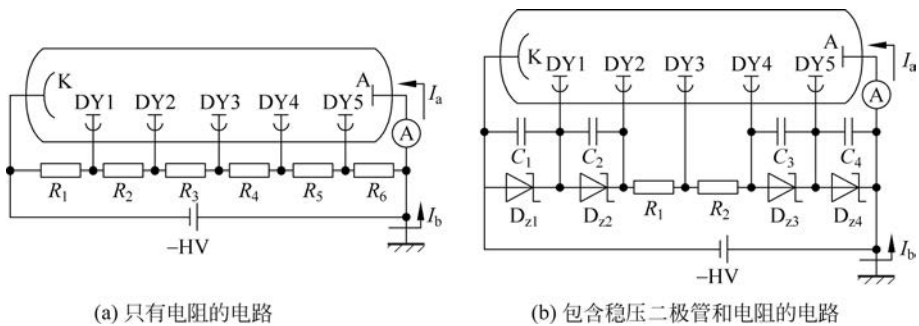 K
A
DY1 DY2 DY3 DY4 DY5
I_a
A
R_1 R_2 R_3 R_4 R_5 R_6
I_b
−HV
(a) 只有电阻的电路
K
A
DY1 DY2 DY3 DY4 DY5
I_a
A
C_1 C_2 C_3 C_4
R_1 R_2
D_z1 D_z2 D_z3 D_z4
I_b
−HV
(b) 包含稳压二极管和电阻的电路